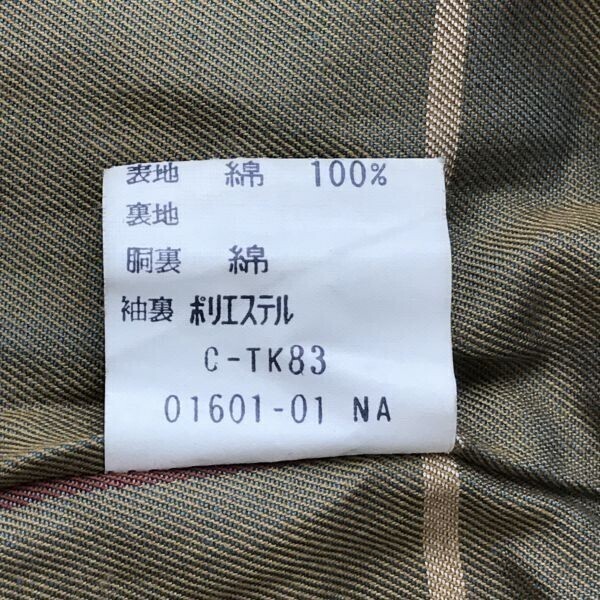 表地 綿 100%
裏地
胴裏 綿
袖裏 ポリエステル
C-TK83
01601-01 NA